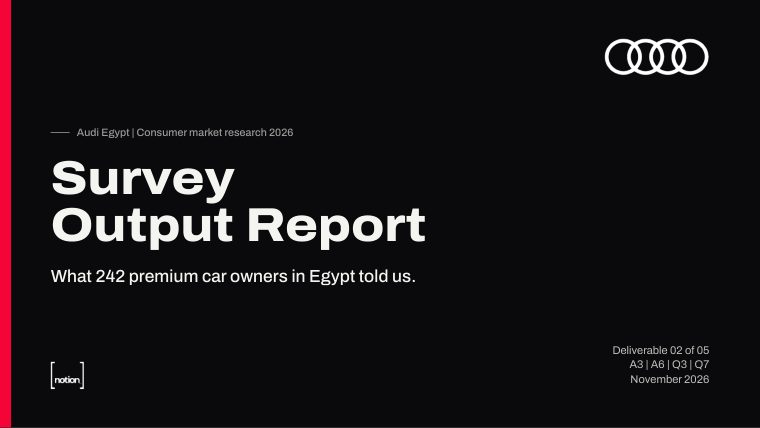 Audi Egypt | Consumer market research 2026
Survey
Output Report
What 242 premium car owners in Egypt told us.
[notion]
Deliverable 02 of 05
A3 | A6 | Q3 | Q7
November 2026